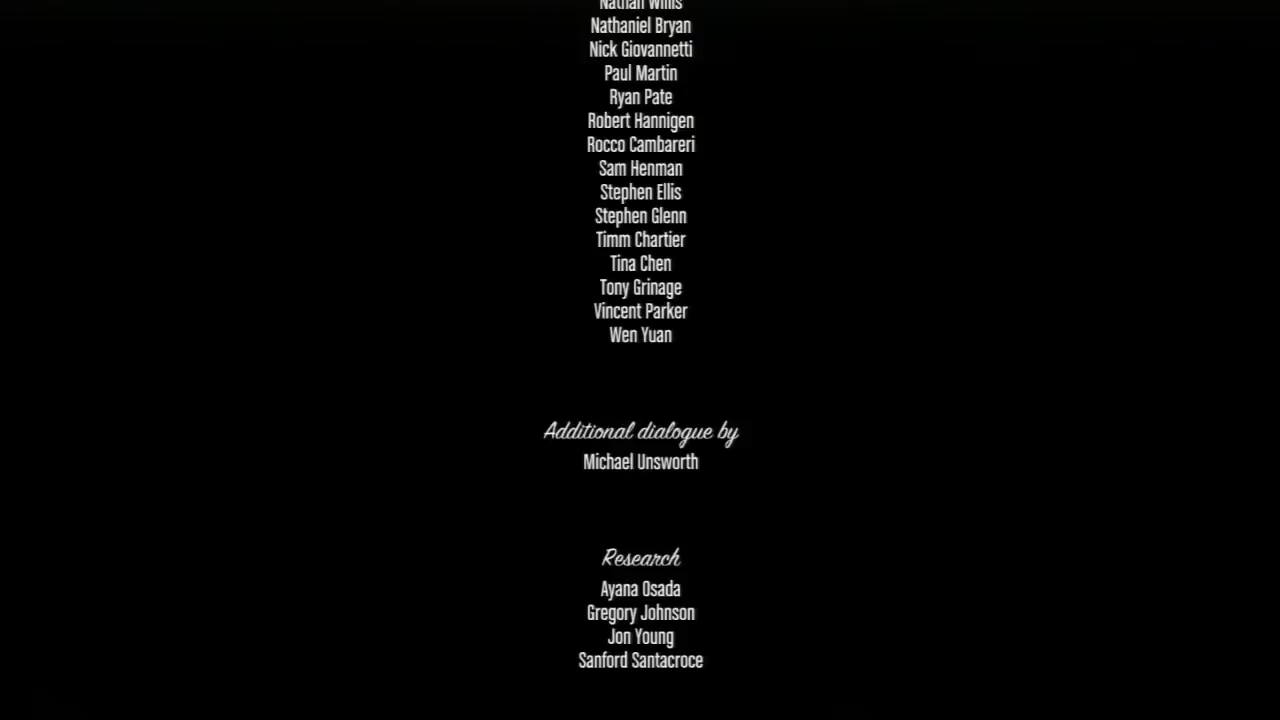 Nathan Willis
Nathaniel Bryan
Nick Giovannetti
Paul Martin
Ryan Pate
Robert Hannigen
Rocco Cambareri
Sam Henman
Stephen Ellis
Stephen Glenn
Timm Chartier
Tina Chen
Tony Grinage
Vincent Parker
Wen Yuan
Additional dialogue by
Michael Unsworth
Research
Ayana Osada
Gregory Johnson
Jon Young
Sanford Santacroce